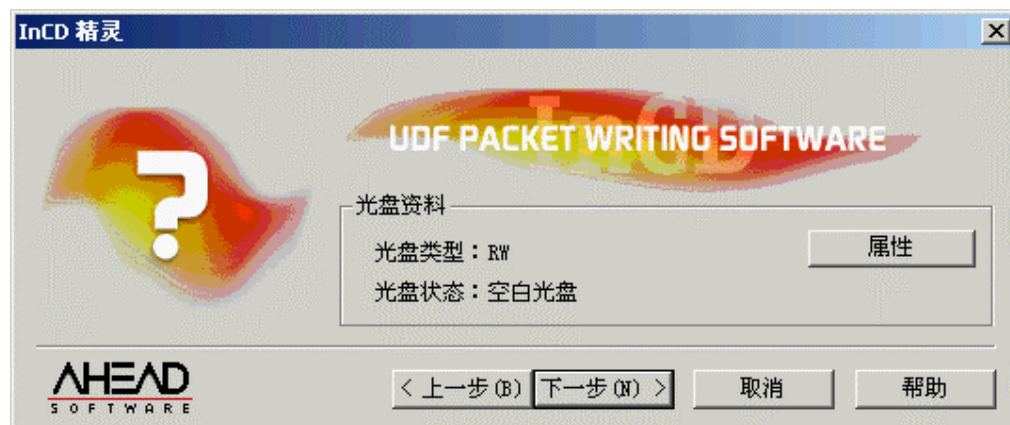 InCD 精灵
InCD
UDF PACKET WRITING SOFTWARE
光盘资料
光盘类型：RW
属性
光盘状态：空白光盘
AHEAD
SOFTWARE
< 上一步(B) 下一步(N) > 取消 帮助